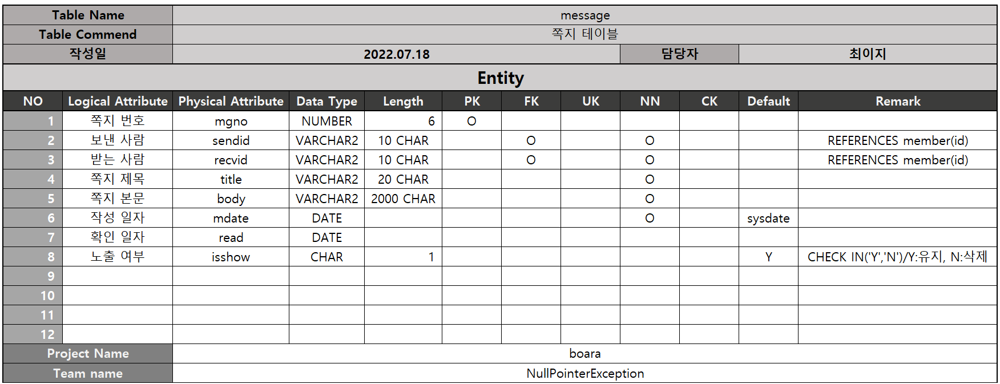 Table Name message
Table Commend 쪽지 테이블
작성일 2022.07.18 담당자 최이지
Entity
NO Logical Attribute Physical Attribute Data Type Length PK FK UK NN CK Default Remark
1 쪽지 번호 mgno NUMBER 6 O
2 보낸 사람 sendid VARCHAR2 10 CHAR O O REFERENCES member(id)
3 받는 사람 recvid VARCHAR2 10 CHAR O O REFERENCES member(id)
4 쪽지 제목 title VARCHAR2 20 CHAR O
5 쪽지 본문 body VARCHAR2 2000 CHAR O
6 작성 일자 mdate DATE O sysdate
7 확인 일자 read DATE
8 노출 여부 isshow CHAR 1 Y CHECK IN('Y','N')/Y:유지, N:삭제
9
10
11
12
Project Name boara
Team name NullPointerException